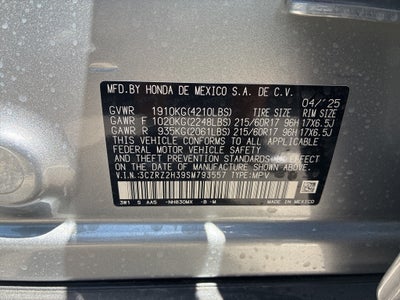 MFD.BY HONDA DE MEXICO S.A. DE C.V.
04/'25
GVWR 1910KG(4210LBS) TIRE SIZE RIM SIZE
GAWR F 1020KG(2248LBS) 215/60R17 96H 17X6.5J
GAWR R 935KG(2061LBS) 215/60R17 96H 17X6.5J
THIS VEHICLE CONFORMS TO ALL APPLICABLE
FEDERAL MOTOR VEHICLE SAFETY
AND THEFT PREVENTION STANDARDS IN EFFECT
ON THE DATE OF MANUFACTURE SHOWN ABOVE.
V.I.N:3CZRZ2H39SM793557 TYPE:MPV
3W1 S AA5 -NH830MX -B -M